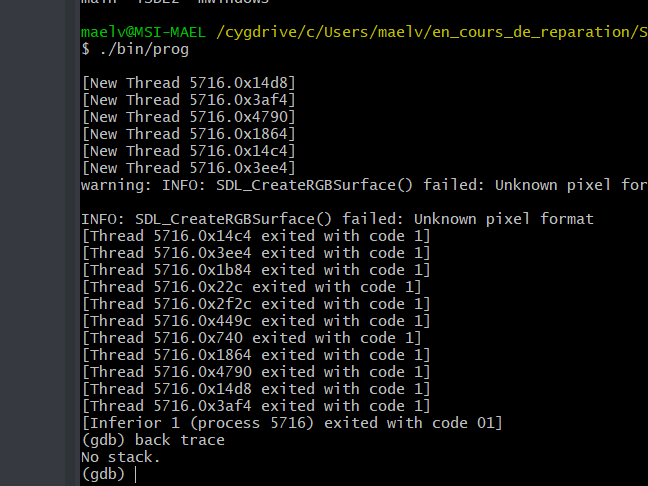 main -lSDL2 -mwindows
maelv@MSI-MAEL /cygdrive/c/Users/maelv/en_cours_de_reparation/S
$ ./bin/prog
[New Thread 5716.0x14d8]
[New Thread 5716.0x3af4]
[New Thread 5716.0x4790]
[New Thread 5716.0x1864]
[New Thread 5716.0x14c4]
[New Thread 5716.0x3ee4]
warning: INFO: SDL_CreateRGBSurface() failed: Unknown pixel for
INFO: SDL_CreateRGBSurface() failed: Unknown pixel format
[Thread 5716.0x14c4 exited with code 1]
[Thread 5716.0x3ee4 exited with code 1]
[Thread 5716.0x1b84 exited with code 1]
[Thread 5716.0x22c exited with code 1]
[Thread 5716.0x2f2c exited with code 1]
[Thread 5716.0x449c exited with code 1]
[Thread 5716.0x740 exited with code 1]
[Thread 5716.0x1864 exited with code 1]
[Thread 5716.0x4790 exited with code 1]
[Thread 5716.0x14d8 exited with code 1]
[Thread 5716.0x3af4 exited with code 1]
[Inferior 1 (process 5716) exited with code 01]
(gdb) back trace
No stack.
(gdb)